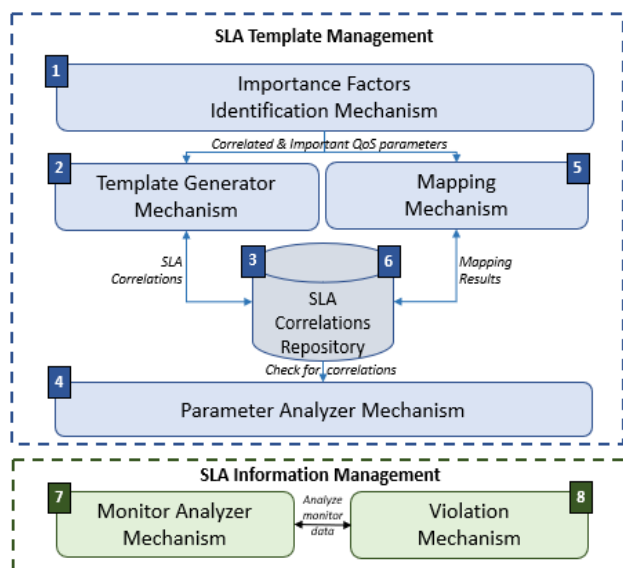 SLA Template Management
1
Importance Factors
Identification Mechanism
Correlated & Important QoS parameters
2
Template Generator
Mechanism
5
Mapping
Mechanism
SLA
Correlations
3
6
SLA
Correlations
Repository
Mapping
Results
Check for correlations
4
Parameter Analyzer Mechanism
SLA Information Management
7
Monitor Analyzer
Mechanism
Analyze
monitor
data
8
Violation
Mechanism